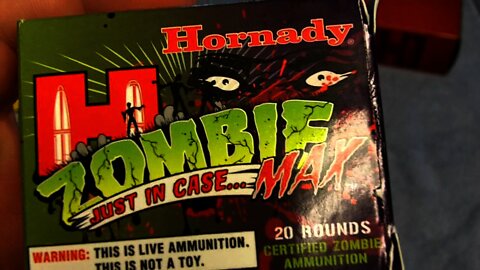 Hornady®
H
ZOMBIE
JUST IN CASE... MAX
20 ROUNDS
CERTIFIED ZOMBIE
AMMUNITION
WARNING: THIS IS LIVE AMMUNITION.
THIS IS NOT A TOY.